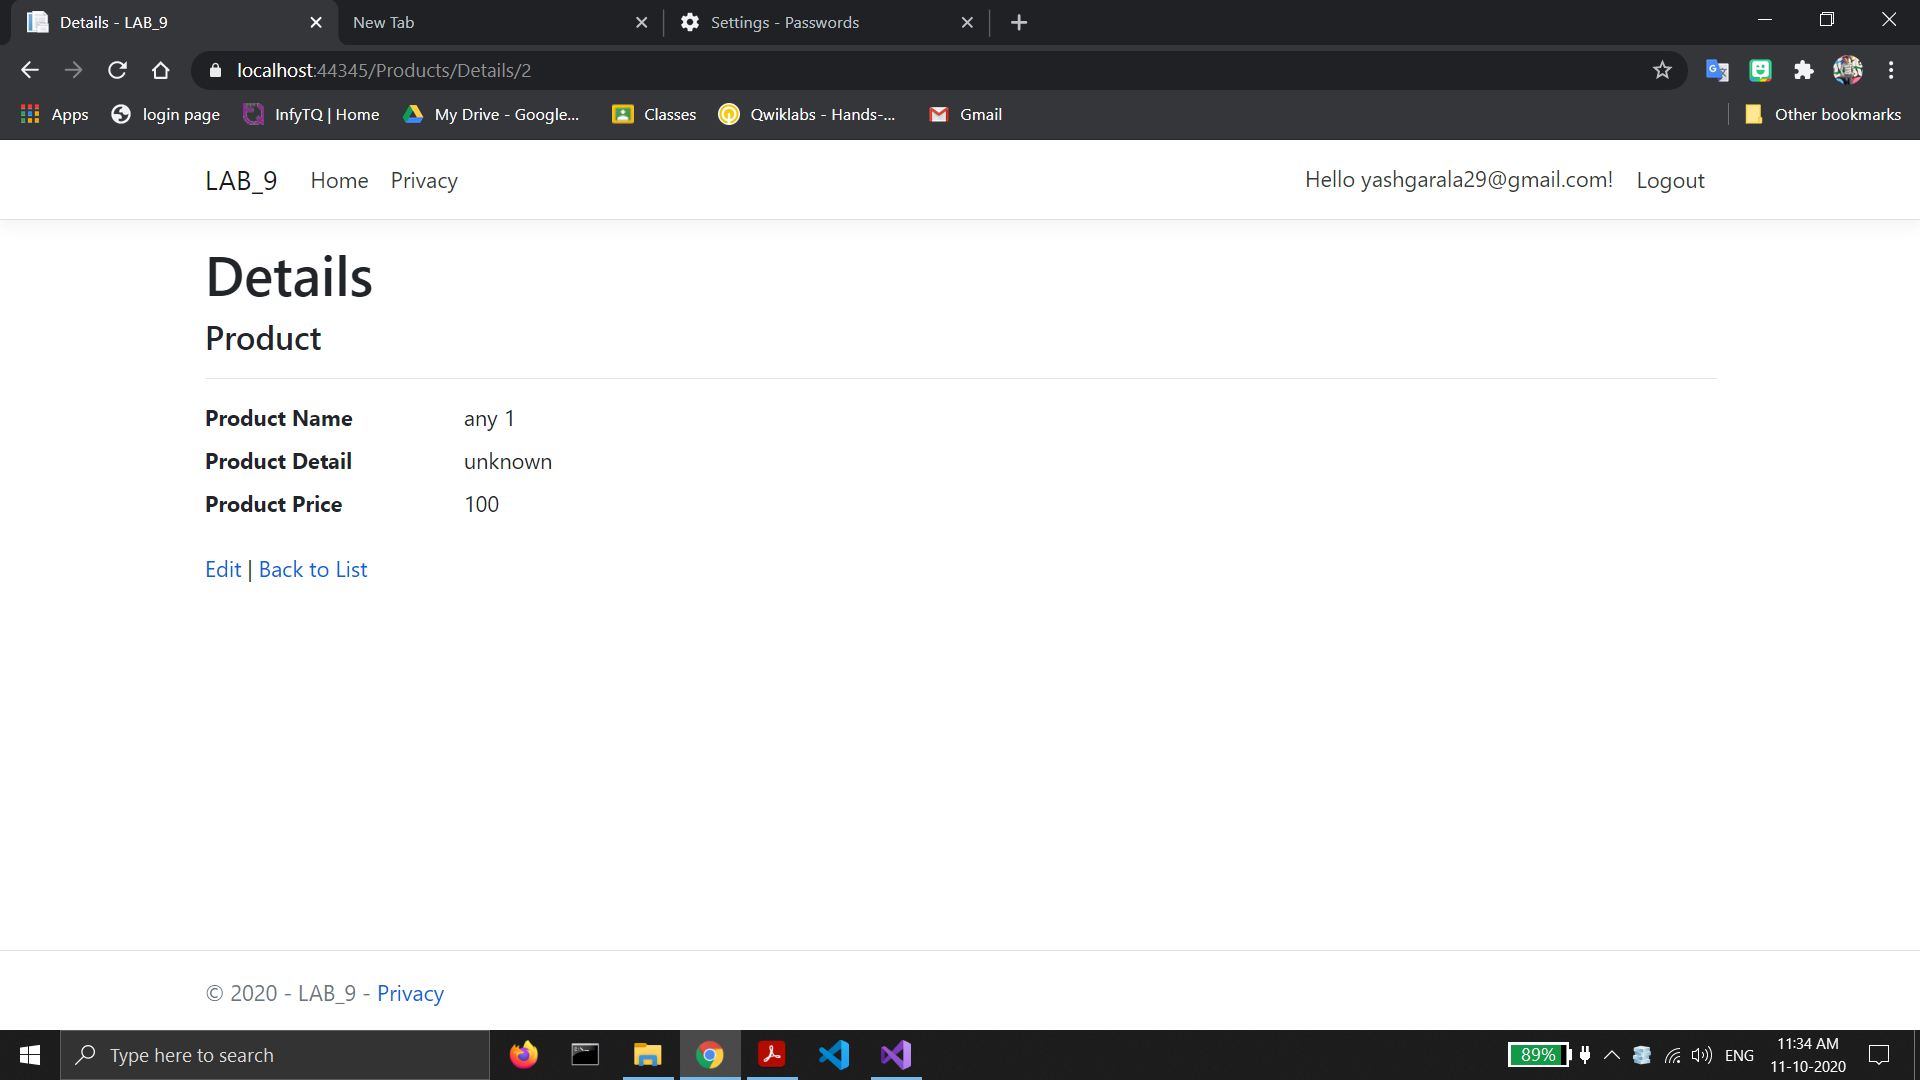 Details - LAB_9
New Tab
Settings - Passwords
localhost:44345/Products/Details/2
Apps
login page
InfyTQ | Home
My Drive - Google...
Classes
Qwiklabs - Hands-...
Gmail
Other bookmarks
LAB_9 Home Privacy Hello yashgarala29@gmail.com! Logout
Details
Product
Product Name any 1
Product Detail unknown
Product Price 100
Edit | Back to List
© 2020 - LAB_9 - Privacy
Type here to search
89%
ENG
11:34 AM
11-10-2020